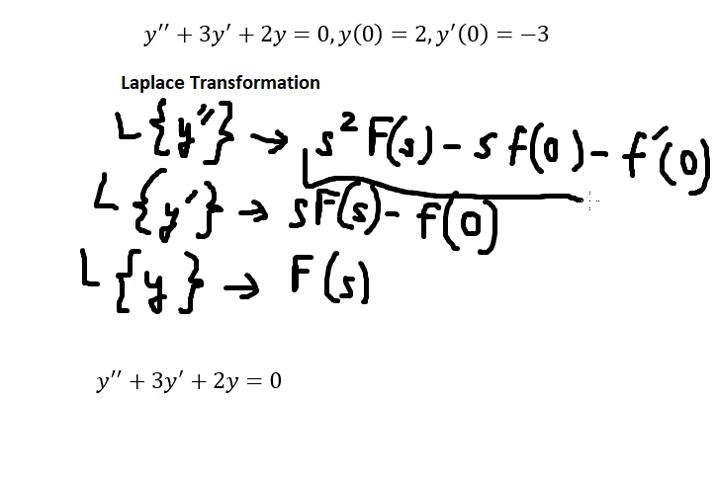 y′′ + 3y′ + 2y = 0, y(0) = 2, y′(0) = −3
Laplace Transformation
L{y″} → s²F(s) – s f(0) – f′(0)
L{y′} → sF(s) – f(0)
L{y} → F(s)
y′′ + 3y′ + 2y = 0